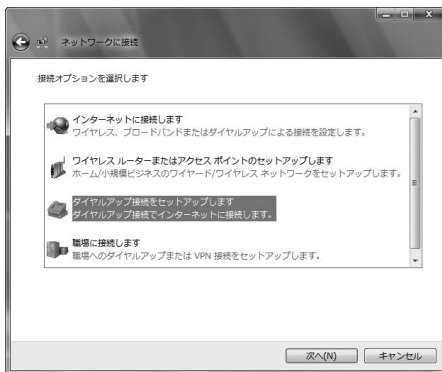 ネットワークに接続
接続オプションを選択します
インターネットに接続します
ワイヤレス、ブロードバンドまたはダイヤルアップによる接続を設定します。
ワイヤレス ルーターまたはアクセス ポイントのセットアップします
ホーム/小規模ビジネスのワイヤード/ワイヤレス ネットワークをセットアップします。
ダイヤルアップ接続をセットアップします
ダイヤルアップ接続でインターネットに接続します。
職場に接続します
職場へのダイヤルアップまたは VPN 接続をセットアップします。
次へ(N)
キャンセル